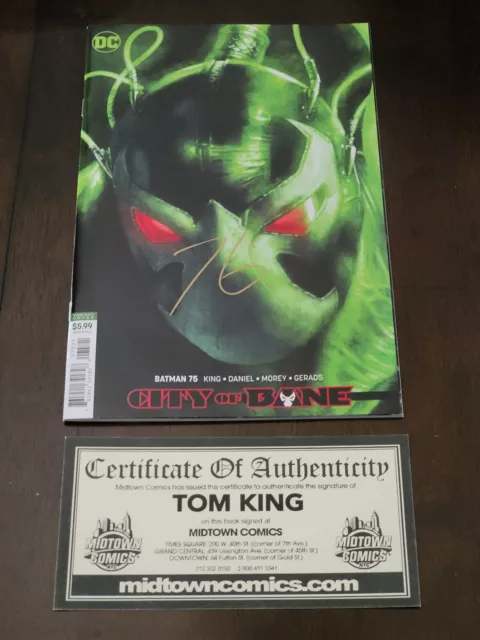 DC
$5.99
BATMAN 75 KING • DANIEL • MOREY • GERADS
CITY OF BANE
Certificate Of Authenticity
Midtown Comics has issued this certificate to authenticate the signature of
TOM KING
on this book signed at
MIDTOWN COMICS
TIMES SQUARE: 200 W. 40th St. (corner of 7th Ave.)
GRAND CENTRAL: 459 Lexington Ave. (corner of 45th St.)
DOWNTOWN: 64 Fulton St. (corner of Gold St.)
MIDTOWN COMICS
NYC
MIDTOWN COMICS
NYC
midtowncomics.com